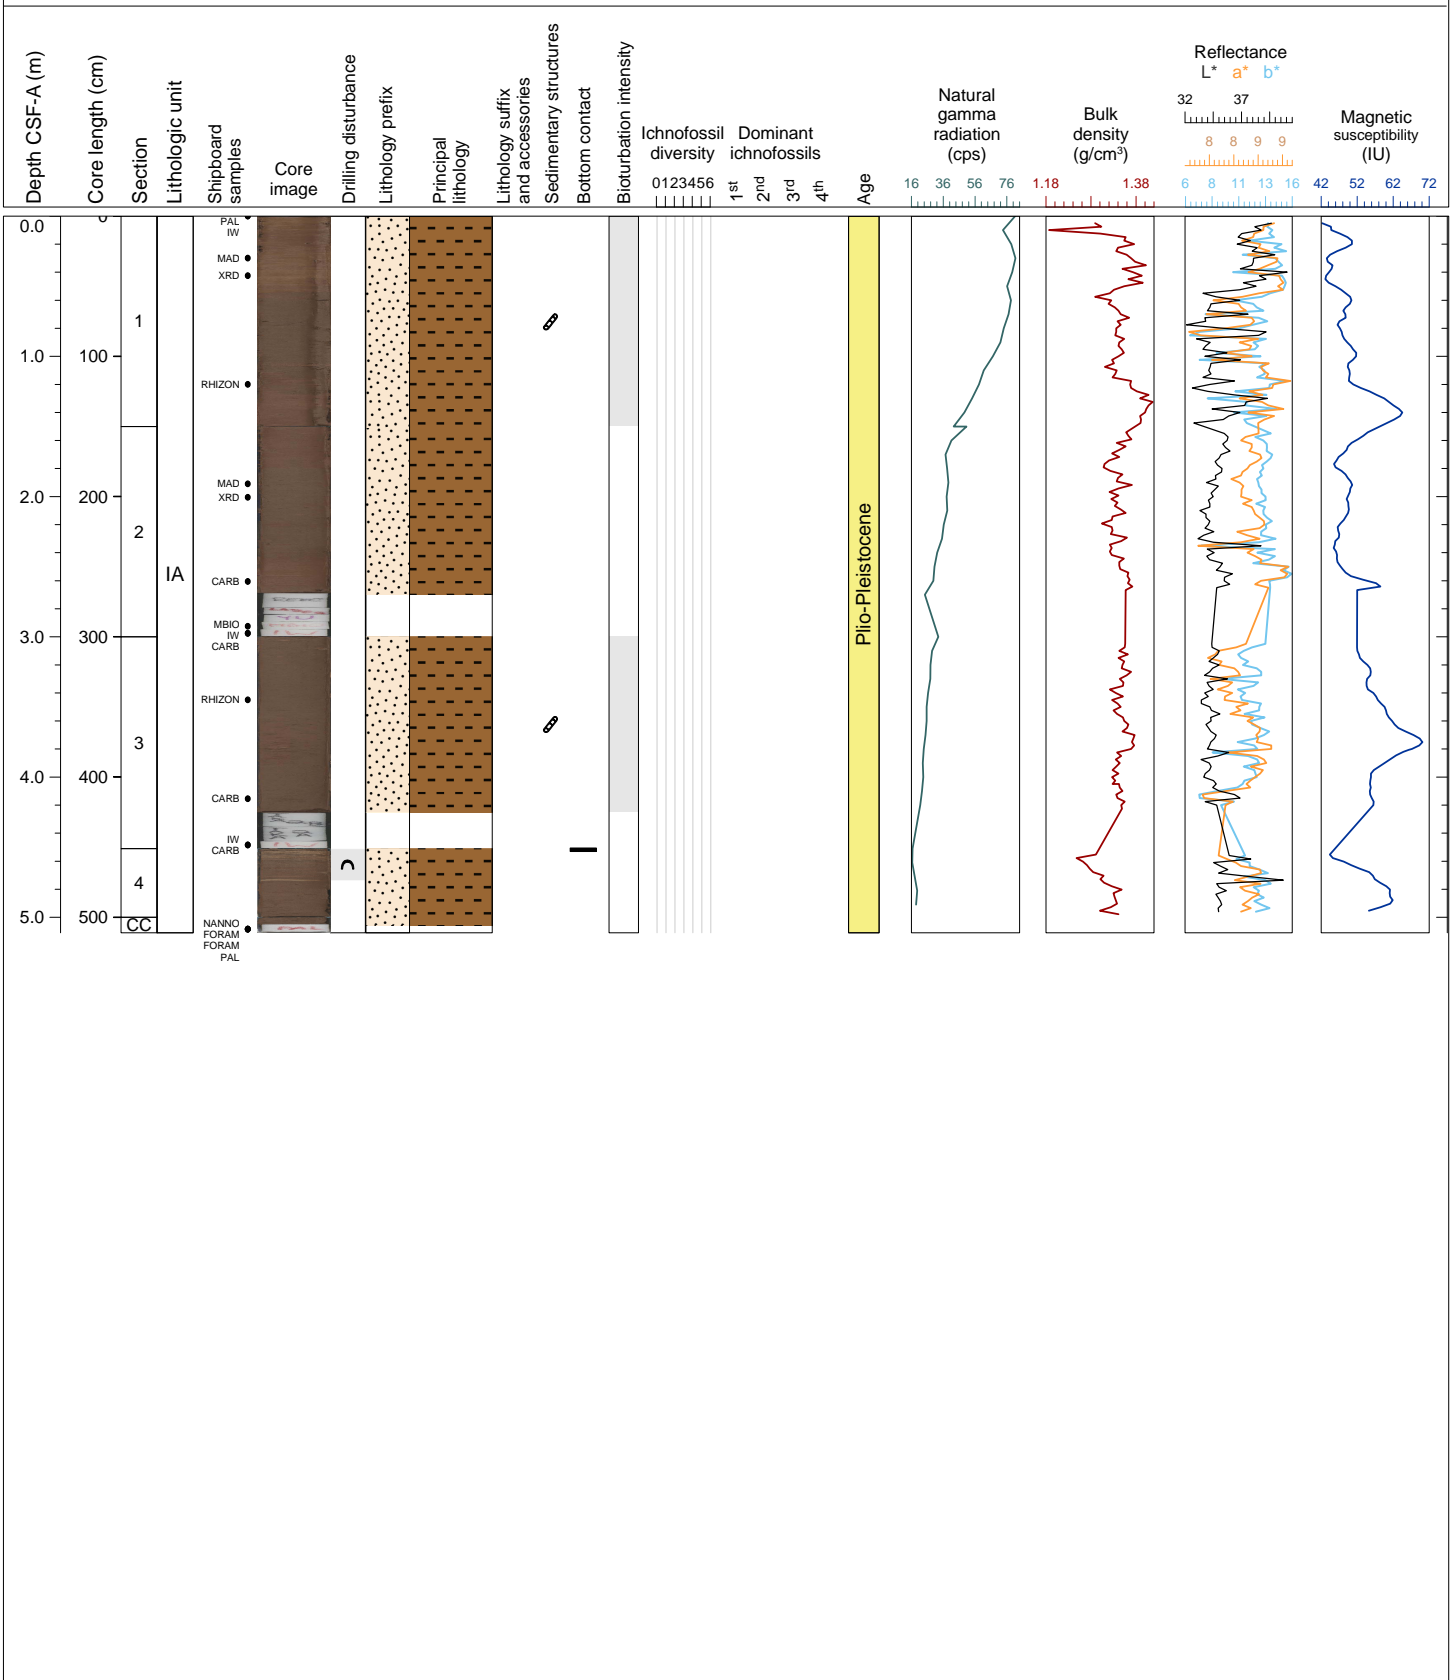 Depth CSF-A (m)
Core length (cm)
Section
Lithologic unit
Shipboard
samples
Core
image
Drilling disturbance
Lithology prefix
Principal
lithology
Lithology suffix
and accessories
Sedimentary structures
Bottom contact
Bioturbation intensity
Ichnofossil
diversity
0123456
Dominant
ichnofossils
1st
2nd
3rd
4th
Age
Natural
gamma
radiation
(cps)
16 36 56 76
Bulk
density
(g/cm³)
1.18 1.38
Reflectance
L* a* b*
32 37
8 8 9 9
6 8 11 13 16
Magnetic
susceptibility
(IU)
42 52 62 72
0.0
1.0
2.0
3.0
4.0
5.0
0
100
200
300
400
500
1
2
3
4
CC
IA
PAL
IW
MAD
XRD
RHIZON
MAD
XRD
CARB
MBIO
IW
CARB
RHIZON
CARB
IW
CARB
NANNO
FORAM
FORAM
PAL
Plio-Pleistocene